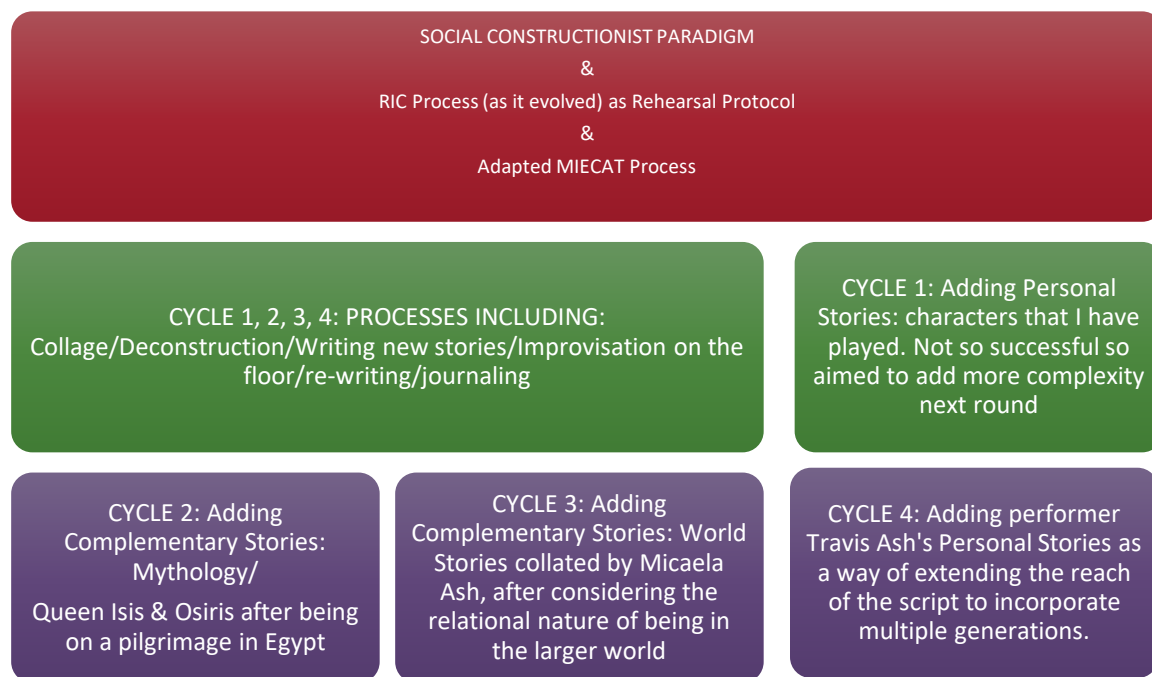 SOCIAL CONSTRUCTIONIST PARADIGM
&
RIC Process (as it evolved) as Rehearsal Protocol
&
Adapted MIECAT Process
CYCLE 1, 2, 3, 4: PROCESSES INCLUDING:
Collage/Deconstruction/Writing new stories/Improvisation on the
floor/re-writing/journaling
CYCLE 1: Adding Personal
Stories: characters that I have
played. Not so successful so
aimed to add more complexity
next round
CYCLE 2: Adding
Complementary Stories:
Mythology/
Queen Isis & Osiris after being
on a pilgrimage in Egypt
CYCLE 3: Adding
Complementary Stories: World
Stories collated by Micaela
Ash, after considering the
relational nature of being in
the larger world
CYCLE 4: Adding performer
Travis Ash's Personal Stories as
a way of extending the reach
of the script to incorporate
multiple generations.